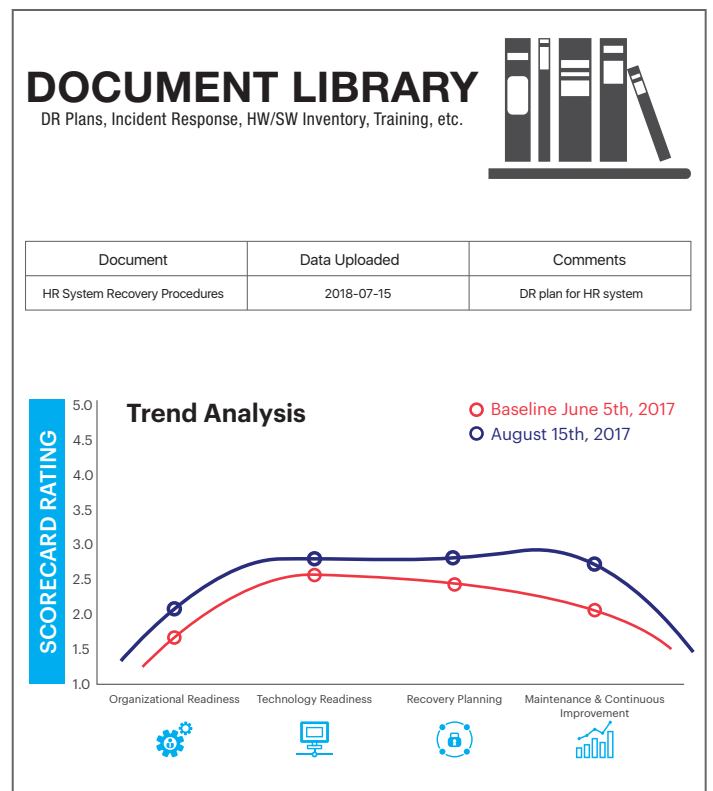 DOCUMENT LIBRARY
DR Plans, Incident Response, HW/SW Inventory, Training, etc.
Document Data Uploaded Comments
HR System Recovery Procedures 2018-07-15 DR plan for HR system
SCORECARD RATING
Trend Analysis
Baseline June 5th, 2017
August 15th, 2017
5.0
4.5
4.0
3.5
3.0
2.5
2.0
1.5
1.0
Organizational Readiness Technology Readiness Recovery Planning Maintenance & Continuous
Improvement